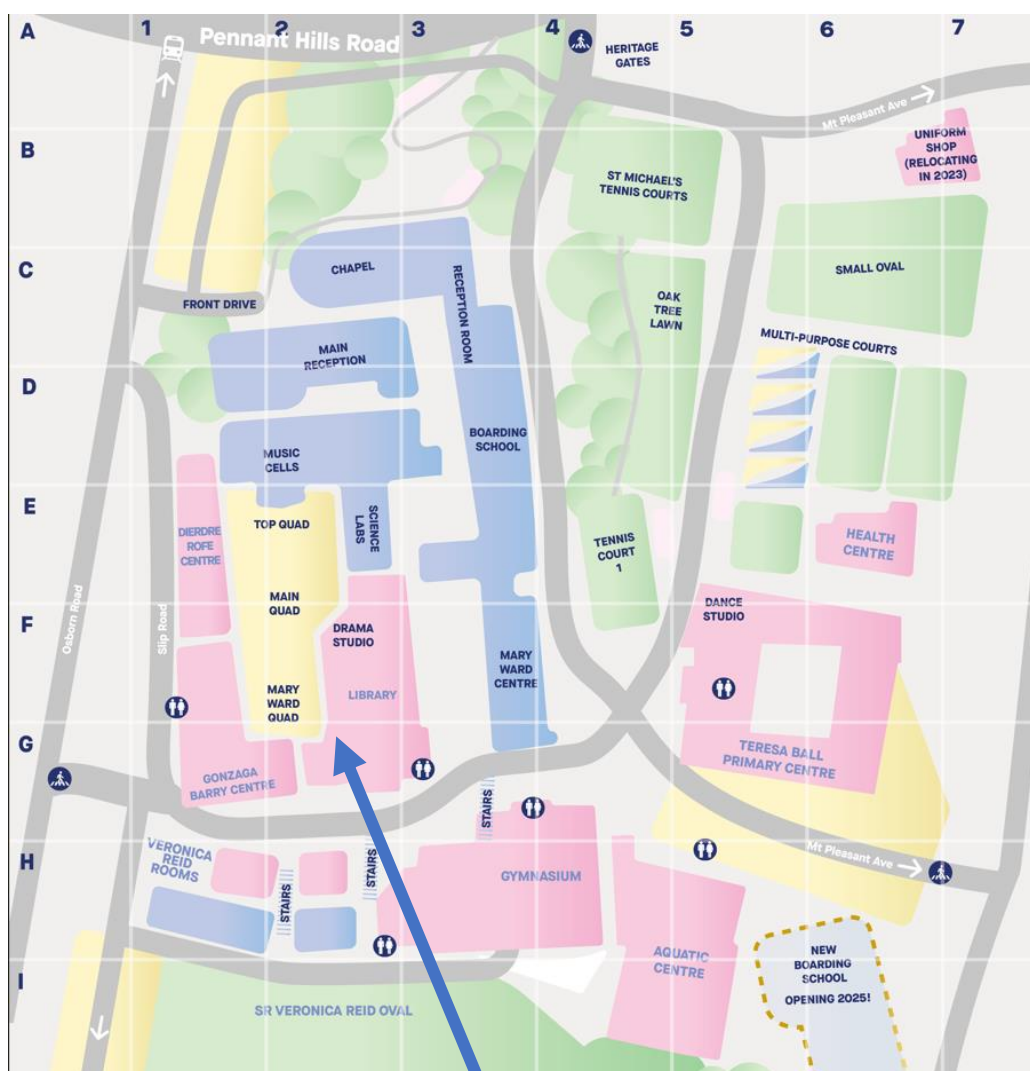 A
1
2
3
4
5
6
7
Pennant Hills Road
HERITAGE
GATES
Mt Pleasant Ave
B
UNIFORM
SHOP
(RELOCATING
IN 2023)
ST MICHAEL'S
TENNIS COURTS
C
CHAPEL
RECEPTION ROOM
SMALL OVAL
FRONT DRIVE
OAK
TREE
LAWN
MULTI-PURPOSE COURTS
MAIN
RECEPTION
D
BOARDING
SCHOOL
MUSIC
CELLS
E
TOP QUAD
SCIENCE
LABS
DIERDRE
ROFE
CENTRE
TENNIS
COURT
1
HEALTH
CENTRE
MAIN
QUAD
DANCE
STUDIO
F
Osborn Road
Slip Road
DRAMA
STUDIO
MARY
WARD
CENTRE
LIBRARY
MARY
WARD
QUAD
G
TERESA BALL
PRIMARY CENTRE
GONZAGA
BARRY CENTRE
STAIRS
H
VERONICA
REID
ROOMS
STAIRS
STAIRS
GYMNASIUM
Mt Pleasant Ave
AQUATIC
CENTRE
NEW
BOARDING
SCHOOL
OPENING 2025!
I
SR VERONICA REID OVAL